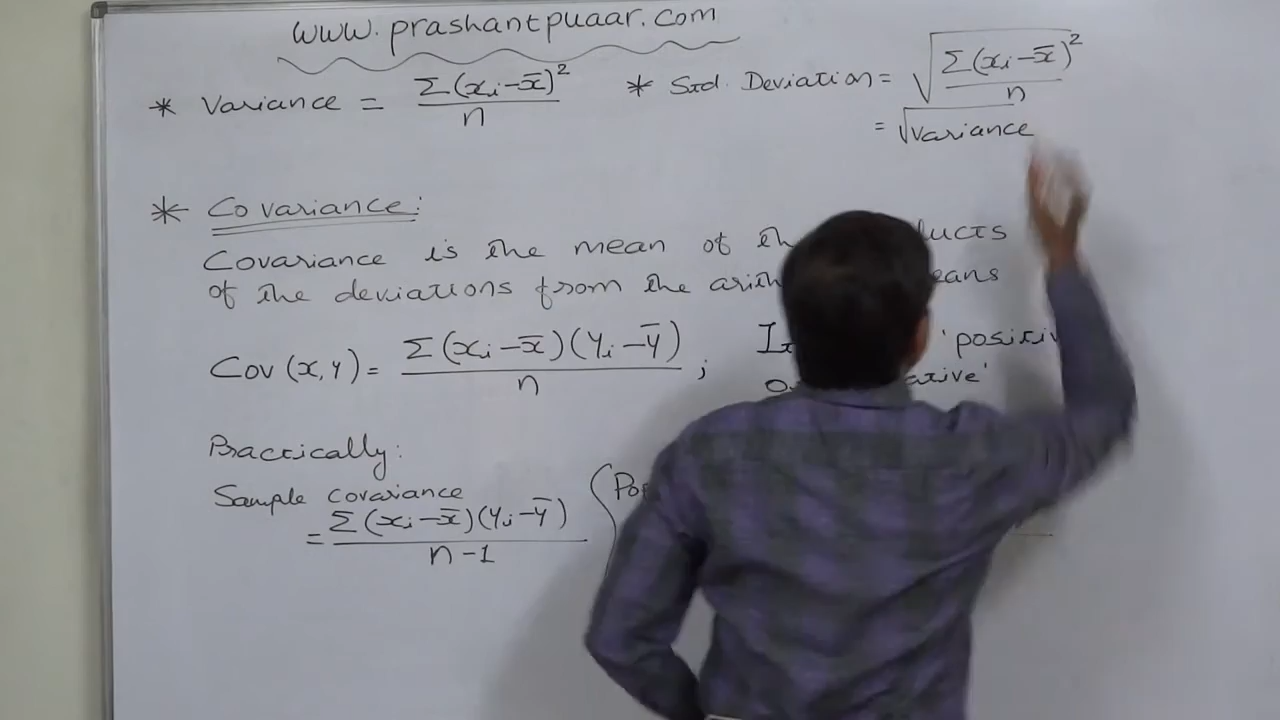 www.prashantpuaar.com
* Variance = Σ(xᵢ-x̄)² / n
* Std. Deviation = √(Σ(xᵢ-x̄)² / n)
= √variance
* Covariance:
Covariance is the mean of
of the deviations from the
Cov (x,y) = Σ(xᵢ-x̄)(yᵢ-ȳ) / n ;
Practically:
Sample covariance
= Σ(xᵢ-x̄)(yᵢ-ȳ) / n-1